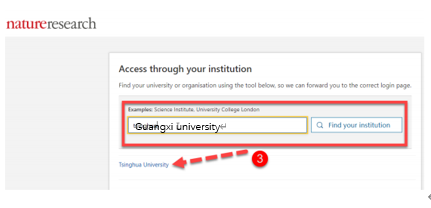 natureresearch
Access through your institution
Find your university or organisation using the tool below, so we can forward you to the correct login page.
Examples: Science Institute, University College London
Guangxi University
Find your institution
Tsinghua University
3